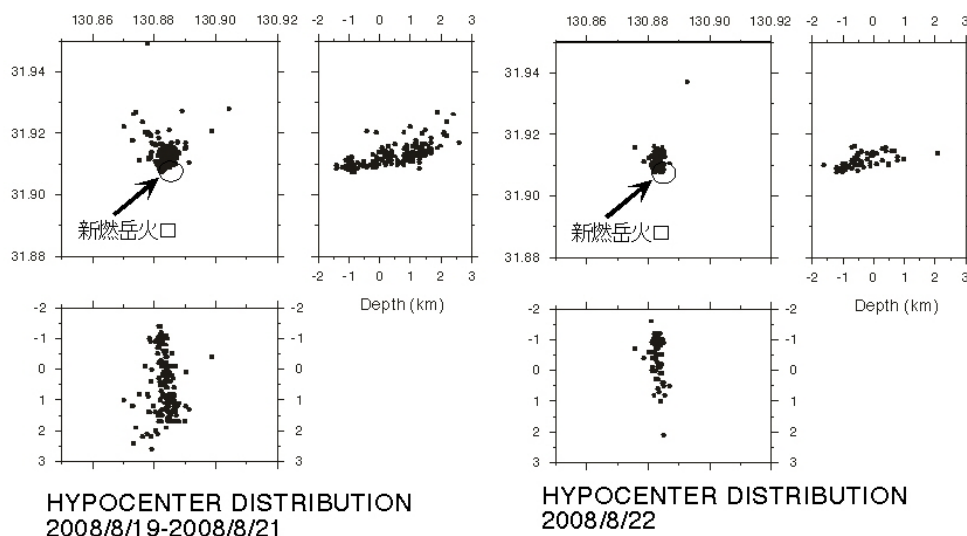 130.86 130.88 130.90 130.92
-2 -1 0 1 2 3
31.94
31.92
31.90
31.88
新燃岳火口
-2 -1 0 1 2 3
Depth (km)
-2
-1
0
1
2
3
-2
-1
0
1
2
3
HYPOCENTER DISTRIBUTION
2008/8/19-2008/8/21
130.86 130.88 130.90 130.92
-2 -1 0 1 2 3
31.94
31.92
31.90
31.88
新燃岳火口
-2 -1 0 1 2 3
Depth (km)
-2
-1
0
1
2
3
-2
-1
0
1
2
3
HYPOCENTER DISTRIBUTION
2008/8/22